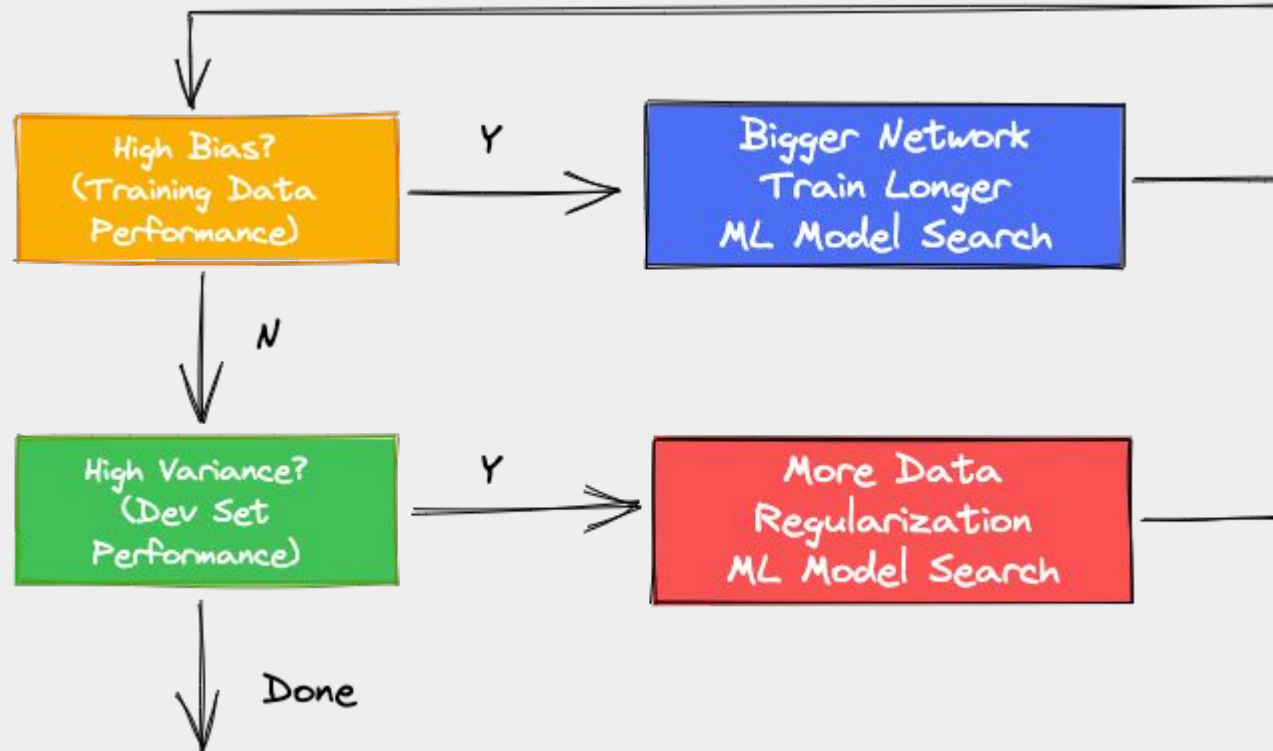 High Bias?
(Training Data
Performance)
Y
Bigger Network
Train Longer
ML Model Search
N
High Variance?
(Dev Set
Performance)
Y
More Data
Regularization
ML Model Search
Done